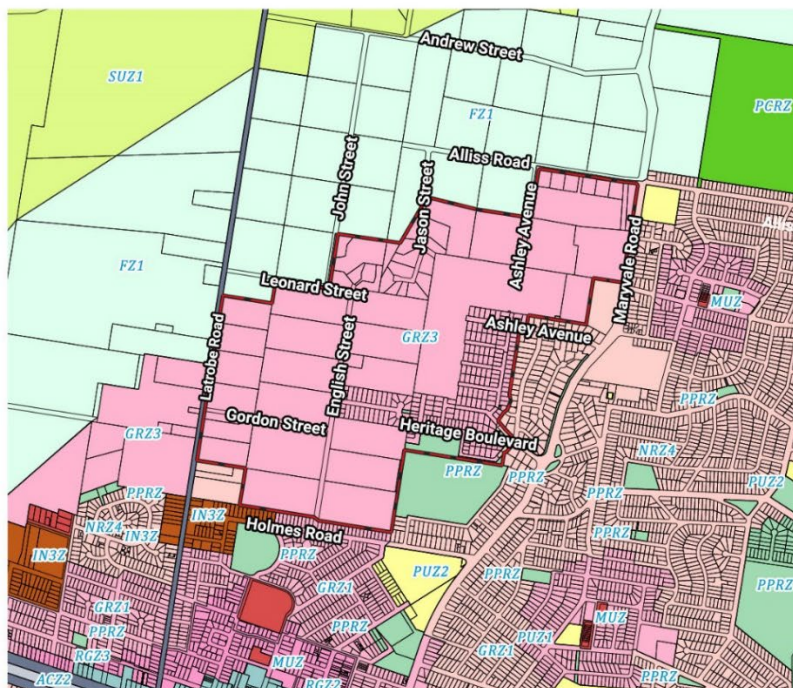 Andrew Street
SUZ1
PCRZ
FZ1
Alliss Road
John Street
Jason Street
Ashley Avenue
Maryvale Road
FZ1
Leonard Street
MUZ
Ashley Avenue
GRZ3
Latrobe Road
English Street
PPRZ
Gordon Street
Heritage Boulevard
GRZ3
NRZ4
PPRZ
PPRZ
PUZ2
PPRZ
PPRZ
IN3Z
NRZ4
IN3Z
Holmes Road
IN3Z
PPRZ
PPRZ
PUZ2
PPRZ
PPRZ
GRZ1
GRZ1
MUZ
PPRZ
PPRZ
PUZ1
RGZ3
GRZ1
MUZ
PPRZ
ACZ2
RGZ2